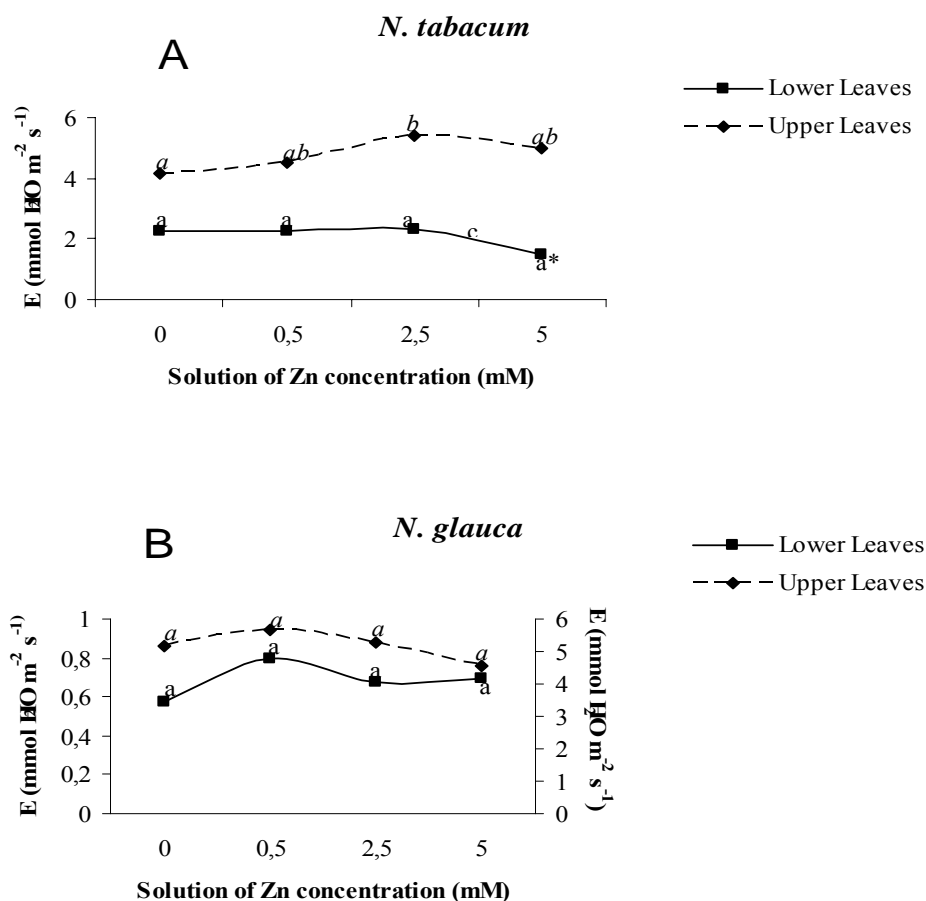 N. tabacum
A
Lower Leaves
Upper Leaves
E (mmol H2O m-2 s-1)
6
4
2
0
a
ab
b
ab
a
a
a
c
a*
0
0,5
2,5
5
Solution of Zn concentration (mM)
N. glauca
B
Lower Leaves
Upper Leaves
E (mmol H2O m-2 s-1)
1
0,8
0,6
0,4
0,2
0
a
a
a
a
a
a
a
a
6
5
4
3
2
1
0
E (mmol H2O m-2 s-1)
0
0,5
2,5
5
Solution of Zn concentration (mM)